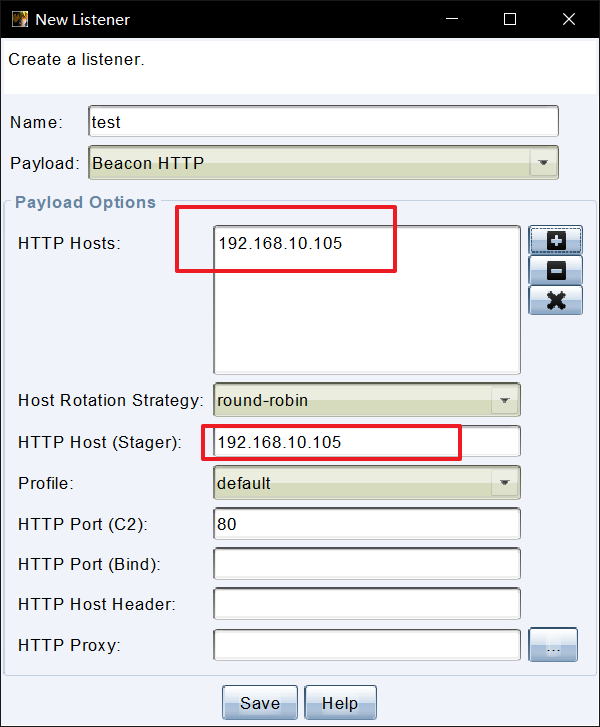 New Listener
Create a listener.
Name: test
Payload: Beacon HTTP
Payload Options
HTTP Hosts: 192.168.10.105
Host Rotation Strategy: round-robin
HTTP Host (Stager): 192.168.10.105
Profile: default
HTTP Port (C2): 80
HTTP Port (Bind):
HTTP Host Header:
HTTP Proxy: ...
Save Help